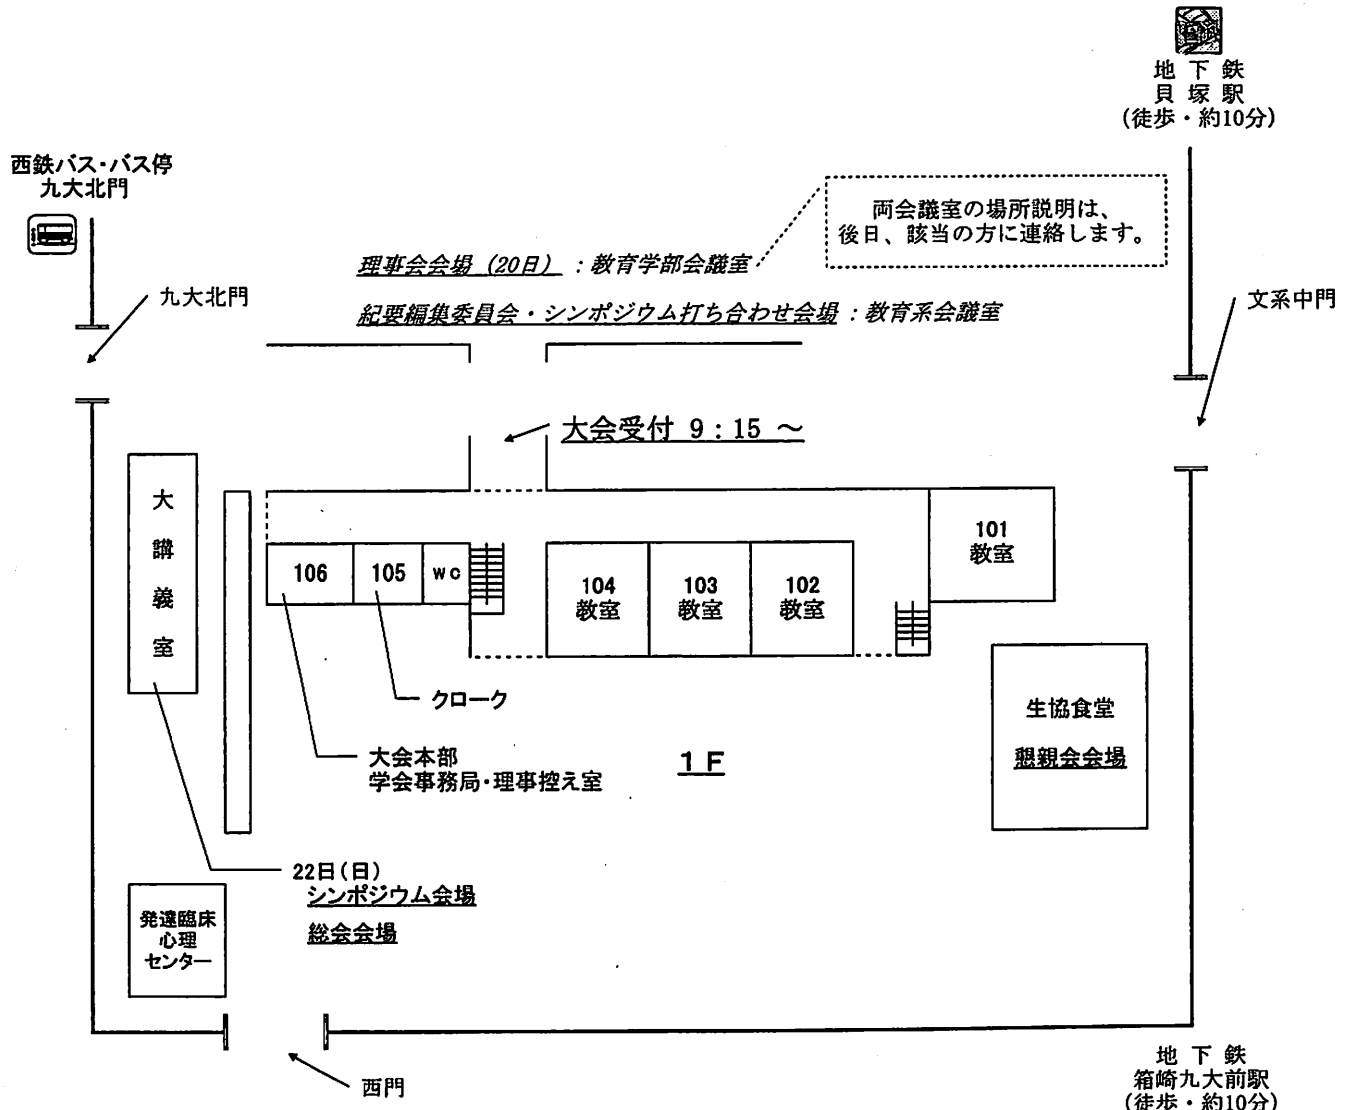 地下鉄
貝塚駅
(徒歩・約10分)
西鉄バス・バス停
九大北門
両会議室の場所説明は、
後日、該当の方に連絡します。
理事会会場（20日）：教育学部会議室
紀要編集委員会・シンポジウム打ち合わせ会場：教育系会議室
九大北門
文系中門
大会受付 9：15 ～
大講義室
101
教室
106
105
WC
104
教室
103
教室
102
教室
クローク
大会本部
学会事務局・理事控え室
1F
生協食堂
懇親会会場
22日(日)
シンポジウム会場
総会会場
発達臨床
心理
センター
西門
地下鉄
箱崎九大前駅
(徒歩・約10分)